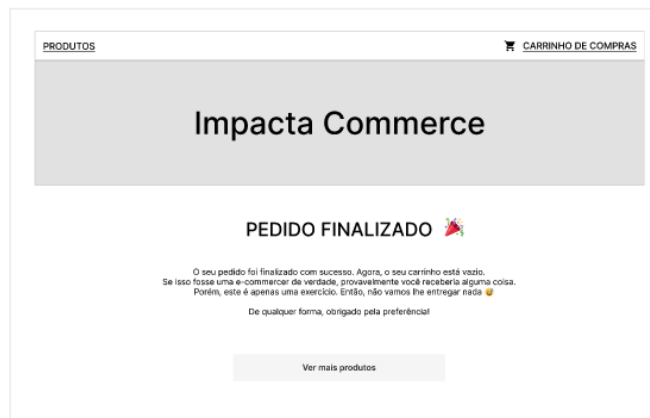 PRODUTOS
CARRINHO DE COMPRAS
Impacta Commerce
PEDIDO FINALIZADO 🎉
O seu pedido foi finalizado com sucesso. Agora, o seu carrinho está vazio.
Se isso fosse uma e-commercer de verdade, provavelmente você receberia alguma coisa.
Porém, este é apenas uma exercício. Então, não vamos lhe entregar nada 😅
De qualquer forma, obrigado pela preferência!
Ver mais produtos